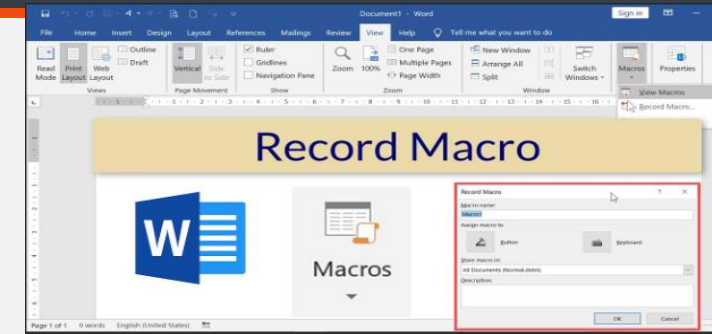 Document1 - Word
Sign in
File Home Insert Design Layout References Mailings Review View Help Tell me what you want to do
Read Mode
Print Layout
Web Layout
Outline
Draft
Views
Vertical
Side to Side
Page Movement
Ruler
Gridlines
Navigation Pane
Show
Zoom
100%
One Page
Multiple Pages
Page Width
Zoom
New Window
Arrange All
Split
Window
Switch Windows
Macros
Properties
View Macros
Record Macro...
Record Macro
W
Macros
Record Macro ? ×
Macro name:
Macro1
Assign macro to
Button
Keyboard
Store macro in:
All Documents (Normal.dotm)
Description:
OK Cancel
Page 1 of 1 0 words English (United States)